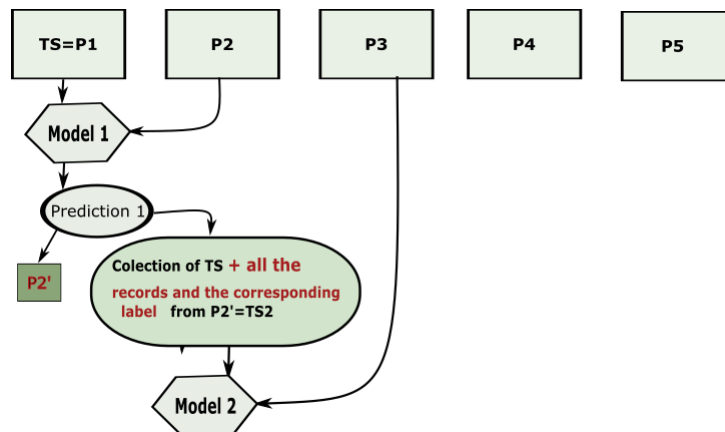 TS=P1
P2
P3
P4
P5
Model 1
Prediction 1
P2'
Colection of TS + all the
records and the corresponding
label from P2'=TS2
Model 2